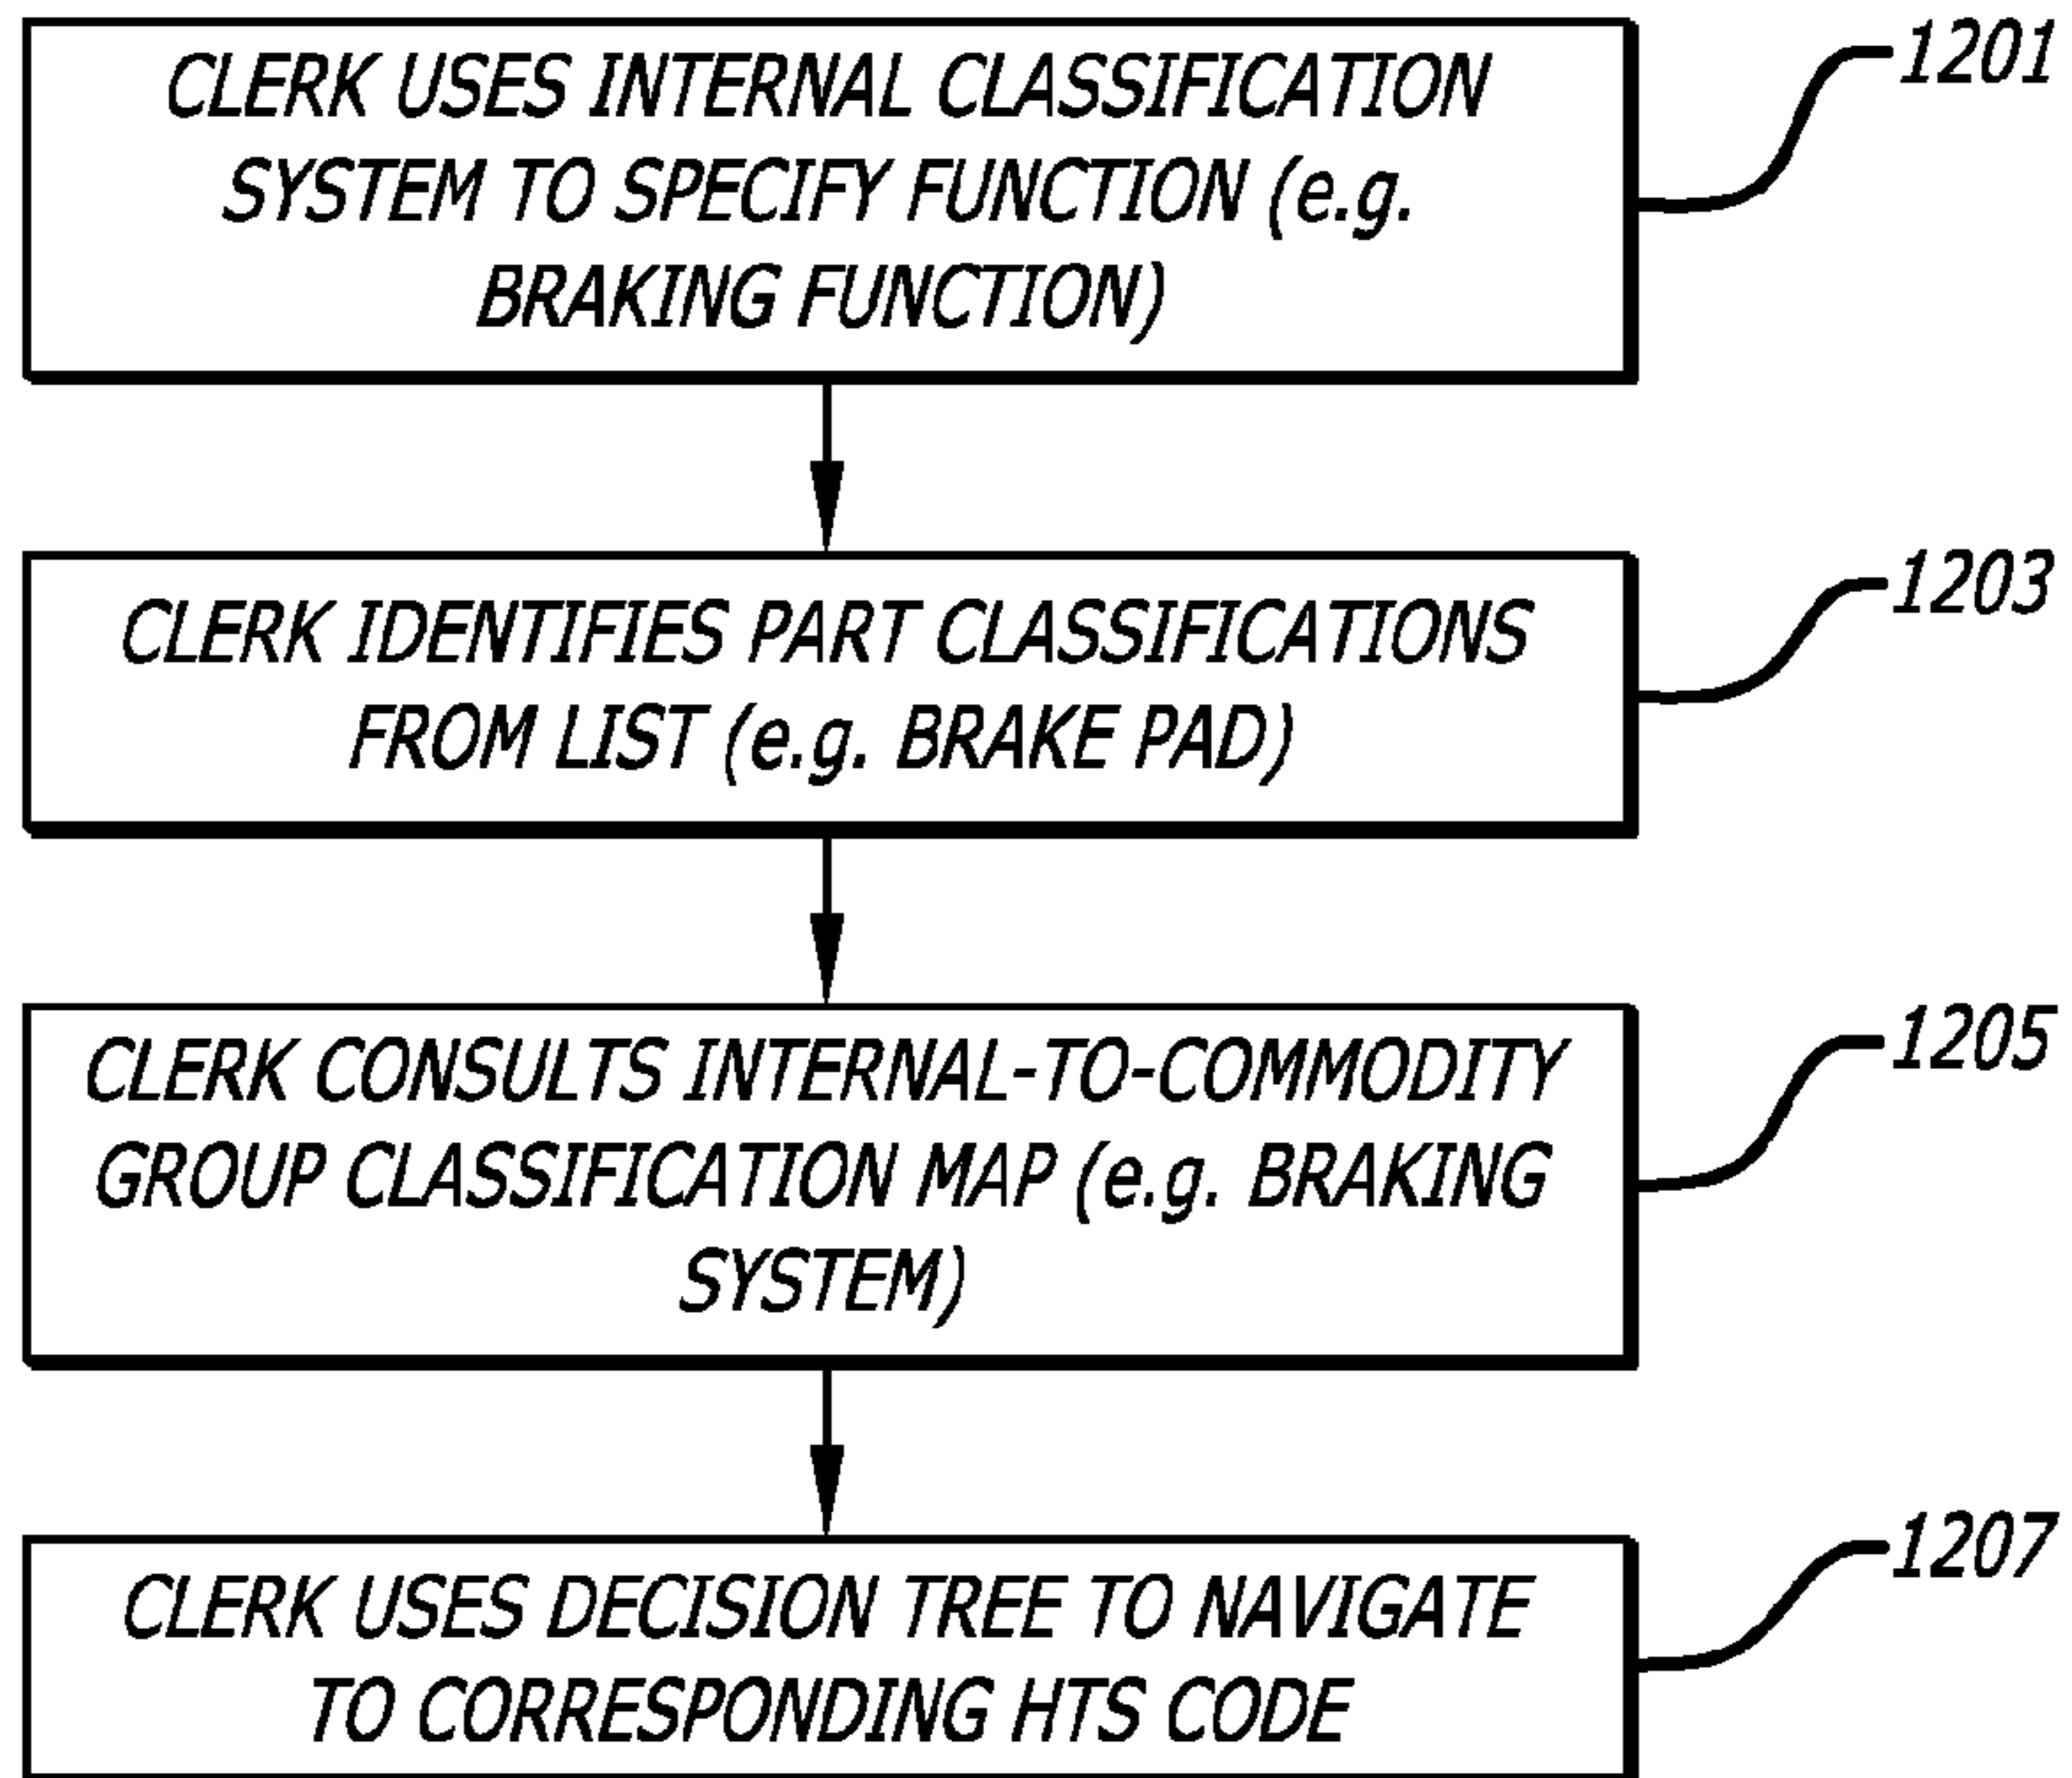 CLERK USES INTERNAL CLASSIFICATION
SYSTEM TO SPECIFY FUNCTION (e.g.
BRAKING FUNCTION)
1201
CLERK IDENTIFIES PART CLASSIFICATIONS
FROM LIST (e.g. BRAKE PAD)
1203
CLERK CONSULTS INTERNAL-TO-COMMODITY
GROUP CLASSIFICATION MAP (e.g. BRAKING
SYSTEM)
1205
CLERK USES DECISION TREE TO NAVIGATE
TO CORRESPONDING HTS CODE
1207